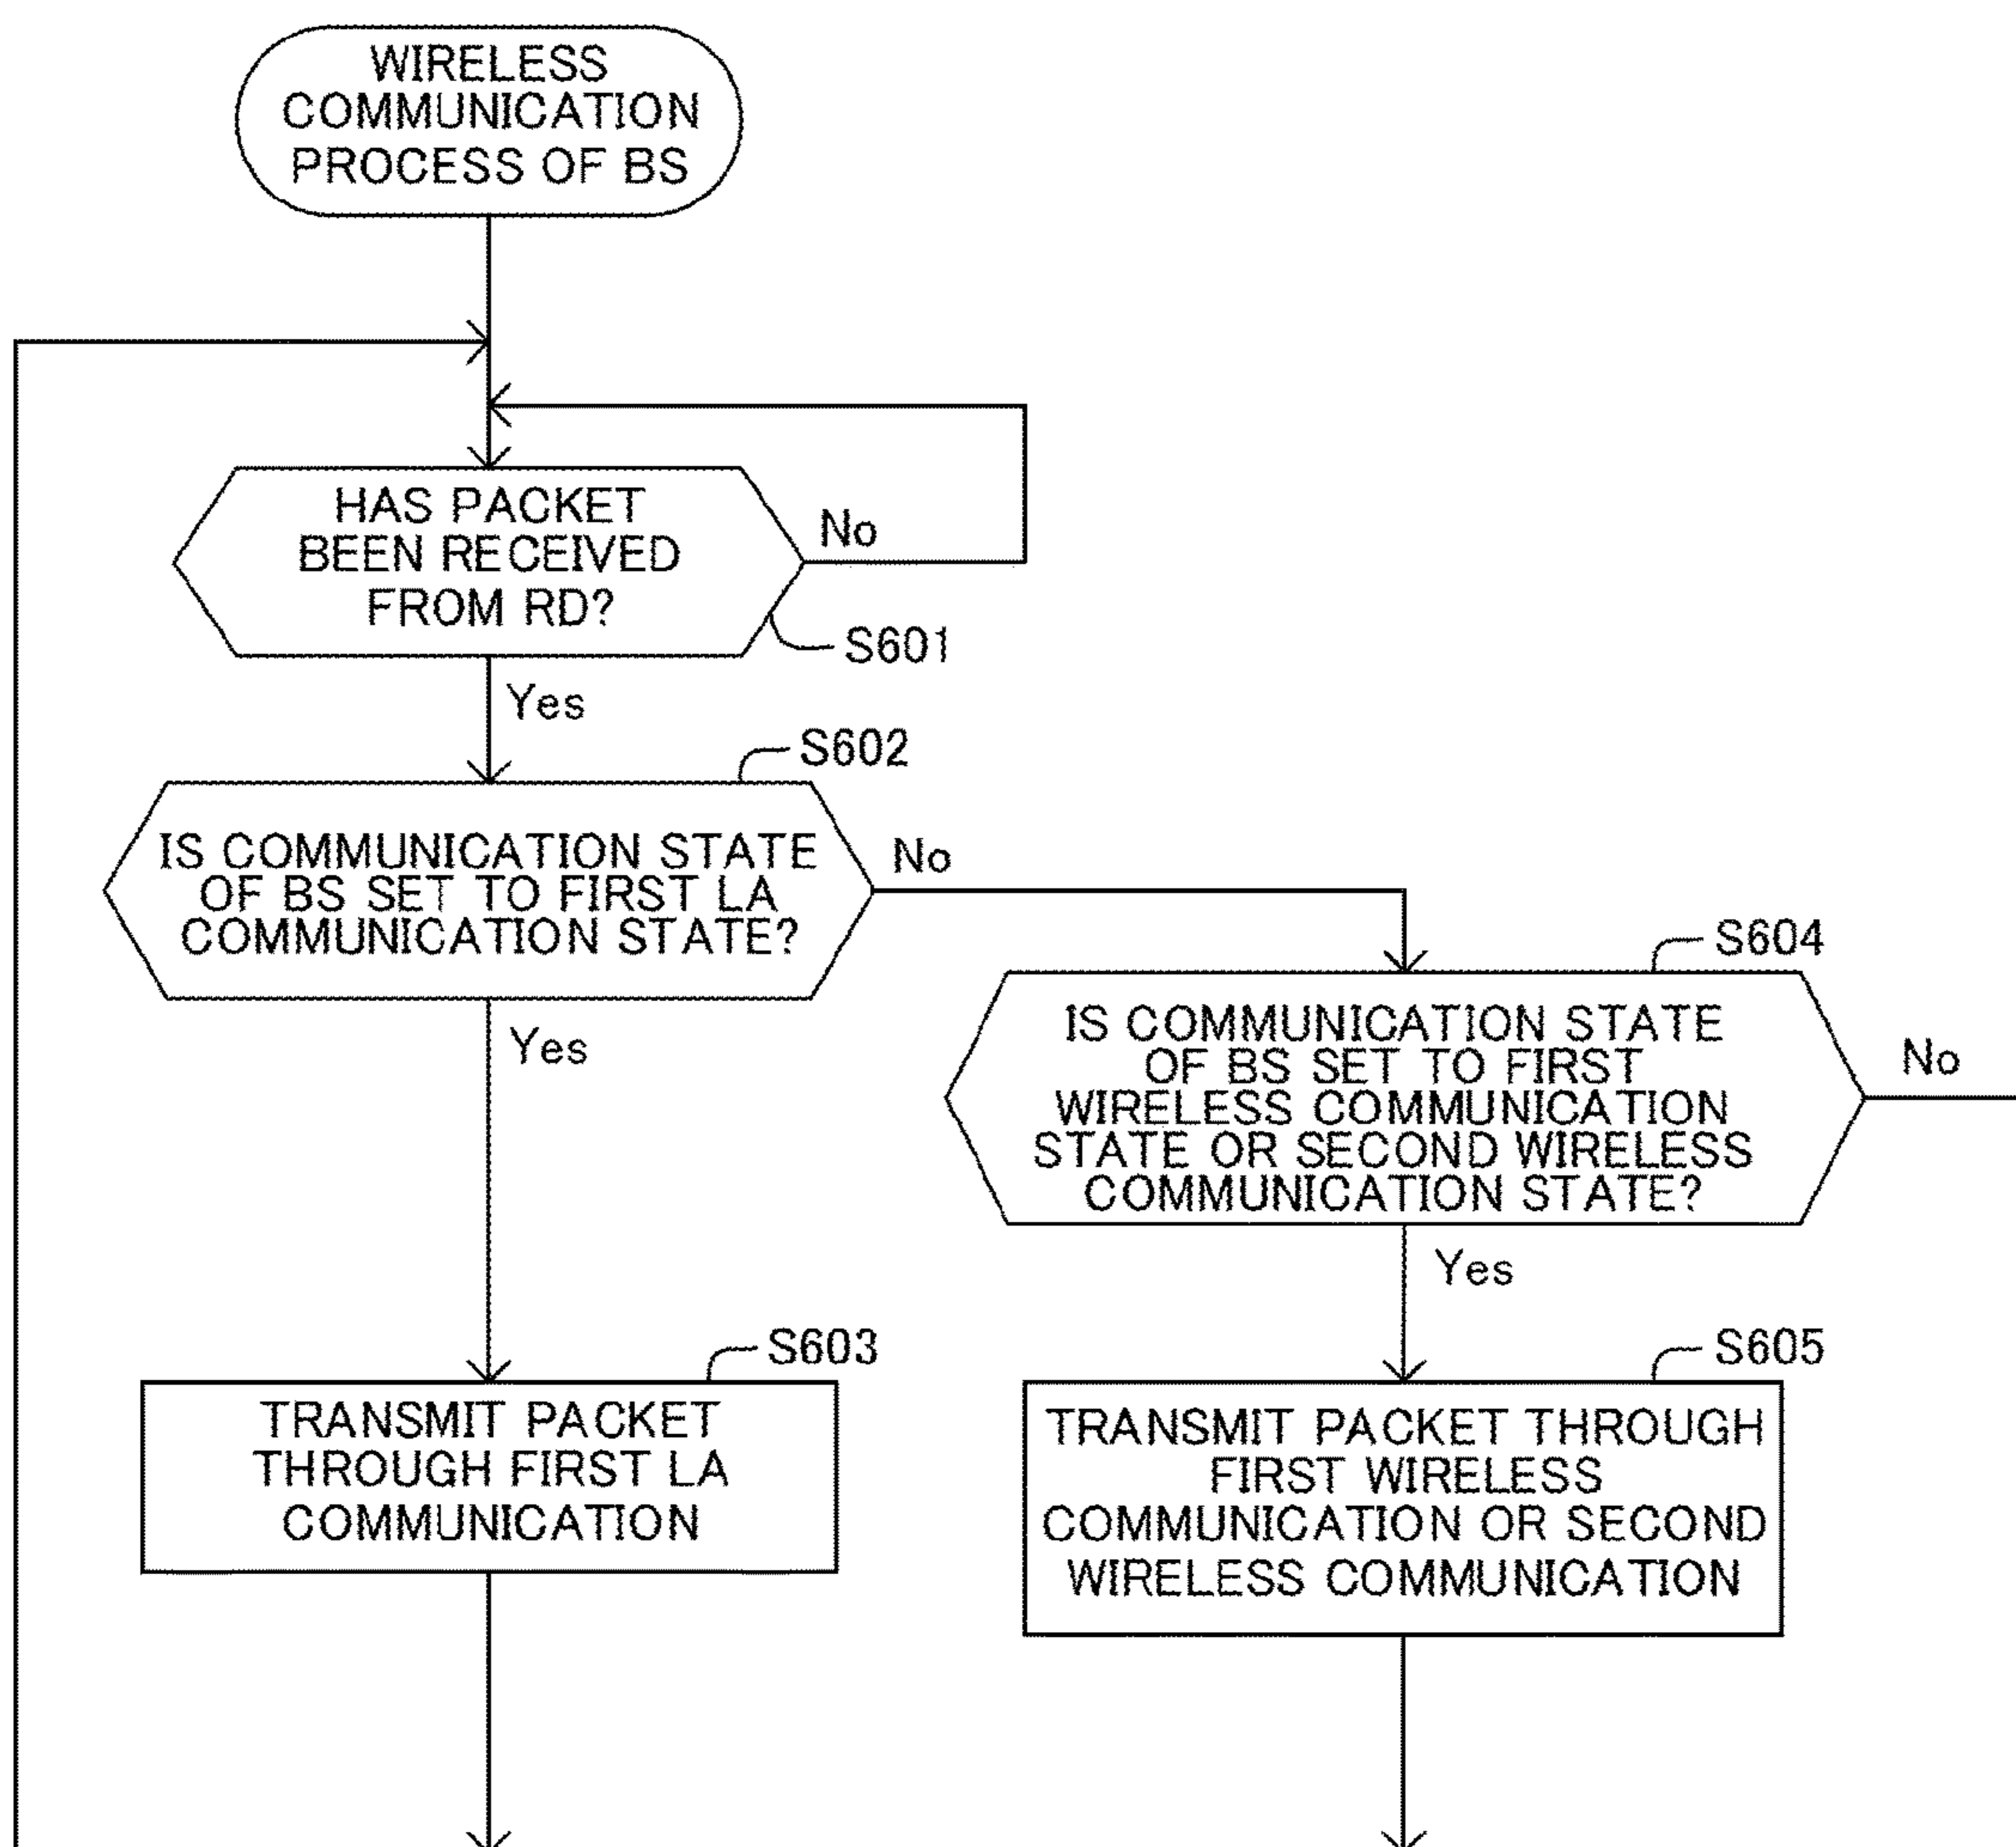 WIRELESS
COMMUNICATION
PROCESS OF BS
HAS PACKET
BEEN RECEIVED
FROM RD?
No
S601
Yes
S602
IS COMMUNICATION STATE
OF BS SET TO FIRST LA
COMMUNICATION STATE?
No
Yes
S604
IS COMMUNICATION STATE
OF BS SET TO FIRST
WIRELESS COMMUNICATION
STATE OR SECOND WIRELESS
COMMUNICATION STATE?
No
Yes
S603
TRANSMIT PACKET
THROUGH FIRST LA
COMMUNICATION
S605
TRANSMIT PACKET THROUGH
FIRST WIRELESS
COMMUNICATION OR SECOND
WIRELESS COMMUNICATION